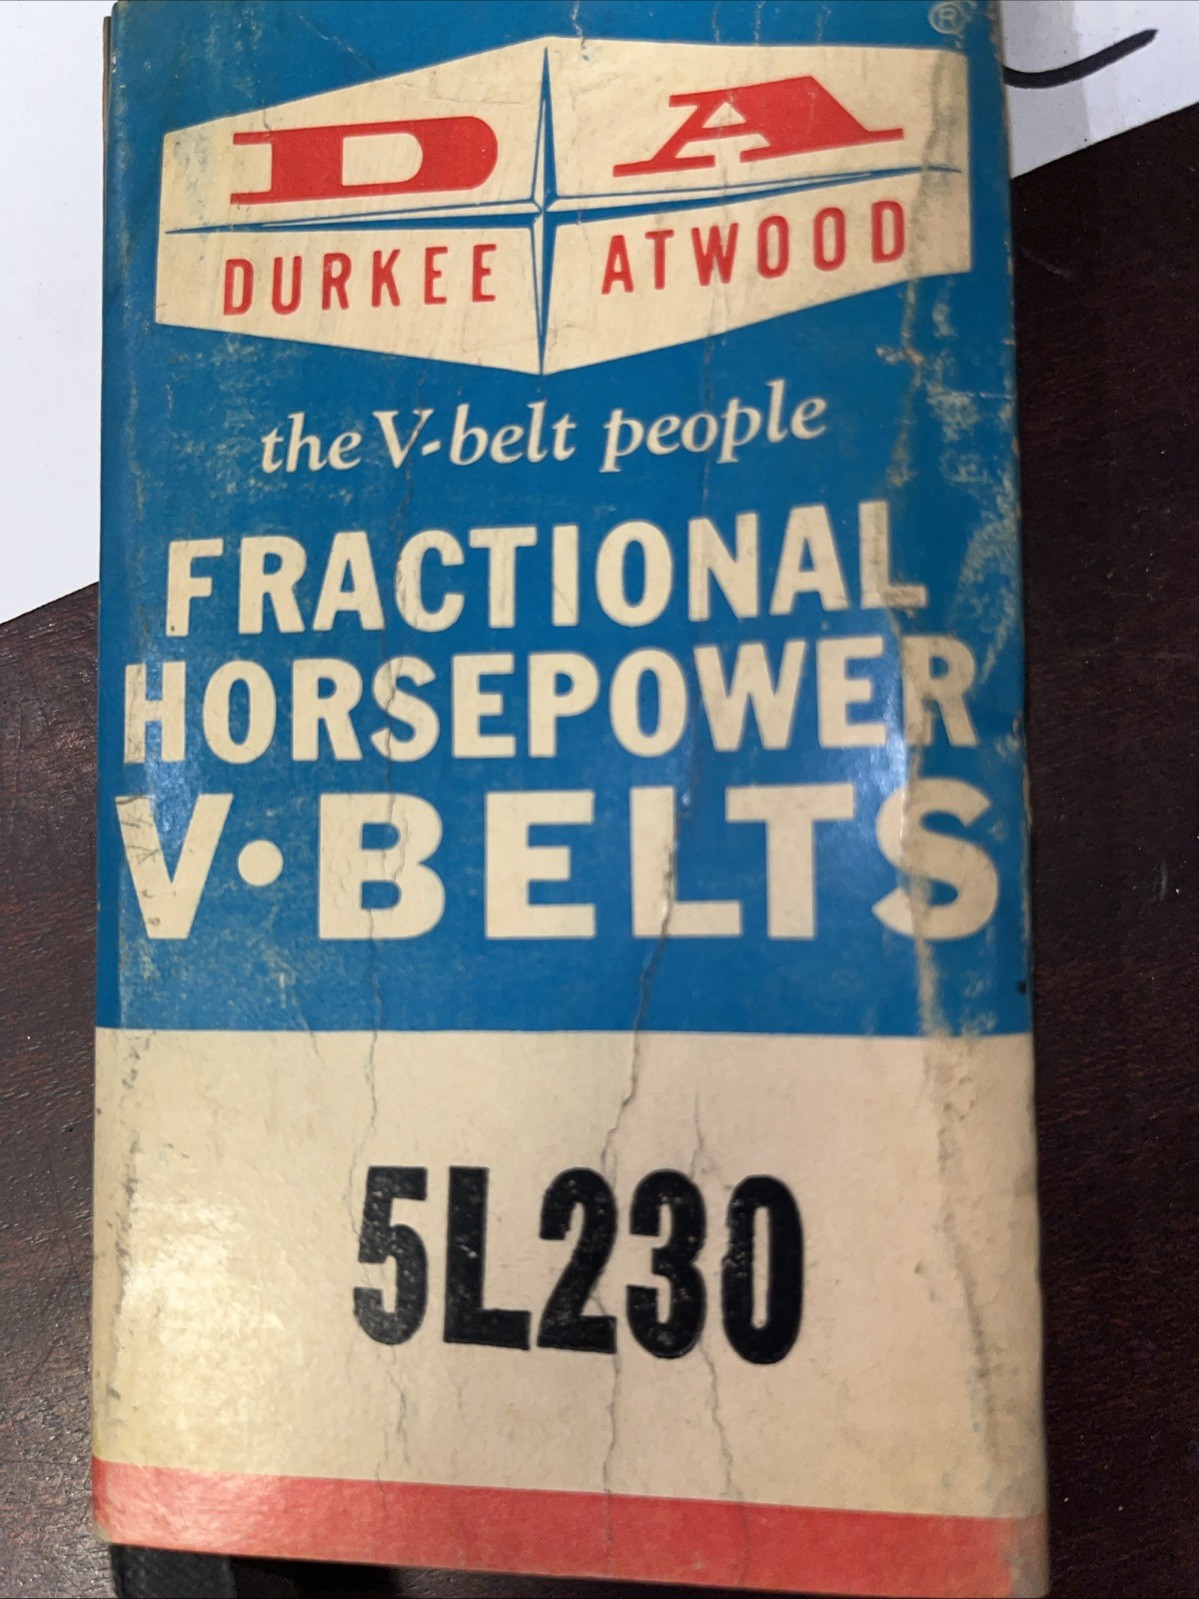 ®
D A
DURKEE ATWOOD
the V-belt people
FRACTIONAL
HORSEPOWER
V•BELTS
5L230